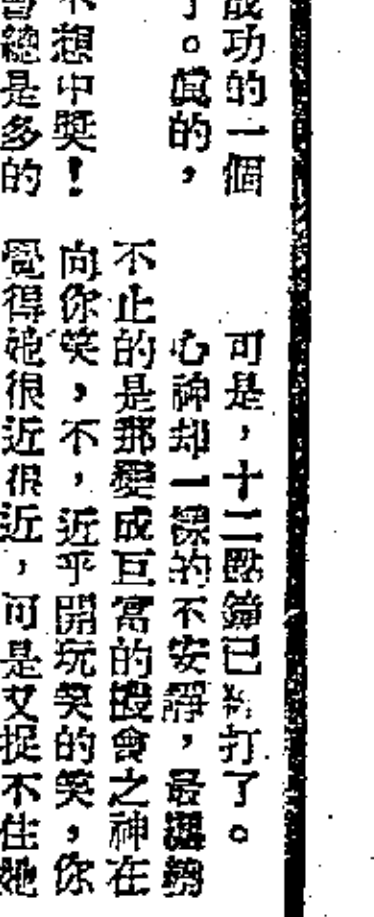 成功的一個
了。眞的，
不想中奬！
會總是多的
可是，十二點鐘已經打了。
心神却一樣的不安靜，最
不止的是那變成巨富的機會之神在
向你笑，不，近乎開玩笑的笑，你
覺得她很近很近，可是又捉不住她